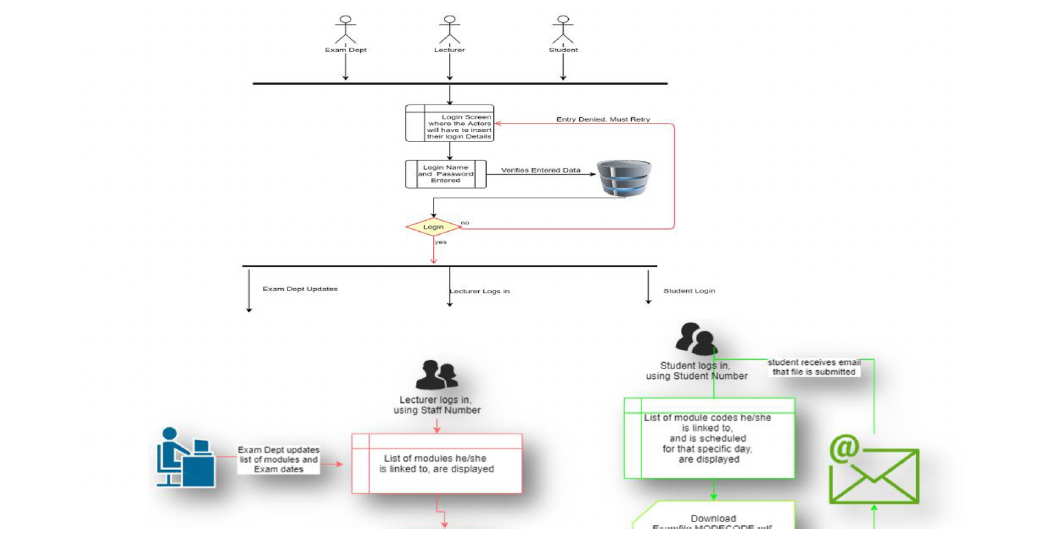 Exam Dept
Lecturer
Student
Login Screen
where the Actors
will have to insert
their login Details
Entry Denied, Must Retry
Login Name
and Password
Entered
Verifies Entered Data
Login
no
yes
Exam Dept Updates
Lecturer Logs in
Student Login
Student logs in,
using Student Number
student receives email
that file is submitted
Lecturer logs in,
using Staff Number
List of module codes he/she
is linked to,
and is scheduled
for that specific day,
are displayed
Exam Dept updates
list of modules and
Exam dates
List of modules he/she
is linked to, are displayed
@
Download
Examfile MODECODE.pdf